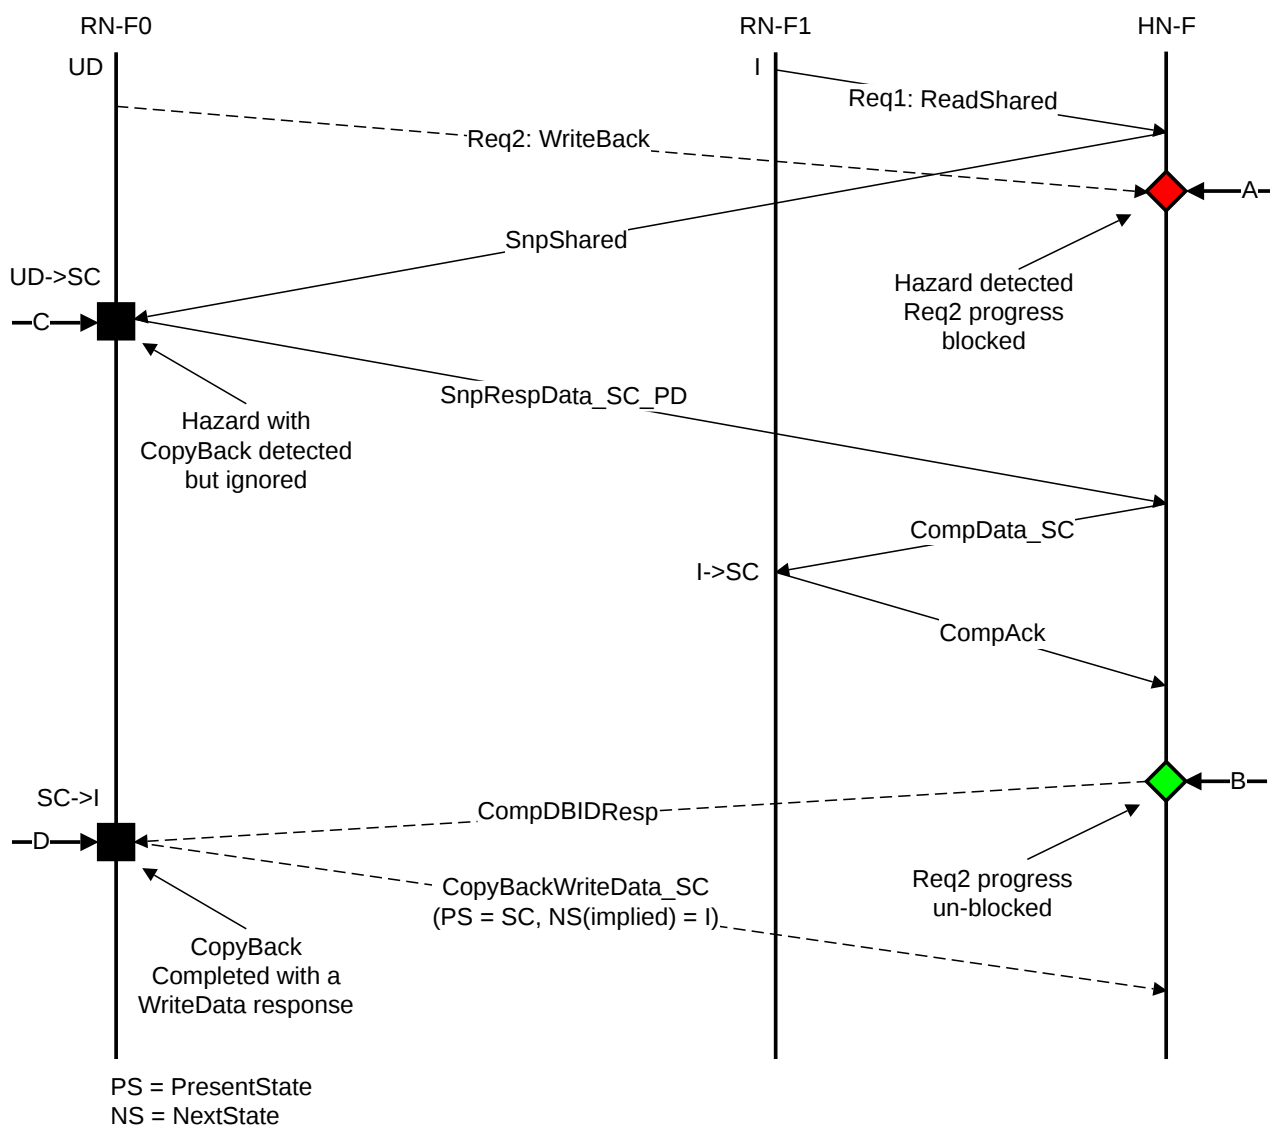 RN-F0
RN-F1
HN-F
UD
I
Req1: ReadShared
Req2: WriteBack
A
SnpShared
UD->SC
Hazard detected
Req2 progress
blocked
C
SnpRespData_SC_PD
Hazard with
CopyBack detected
but ignored
CompData_SC
I->SC
CompAck
B
SC->I
CompDBIDResp
D
CopyBackWriteData_SC
(PS = SC, NS(implied) = I)
Req2 progress
un-blocked
CopyBack
Completed with a
WriteData response
PS = PresentState
NS = NextState